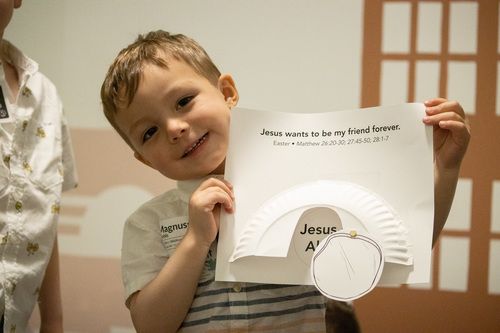 Jesus wants to be my friend forever.
Easter • Matthew 26:20-30; 27:45-50; 28:1-7
Magnus
Jesus
Al